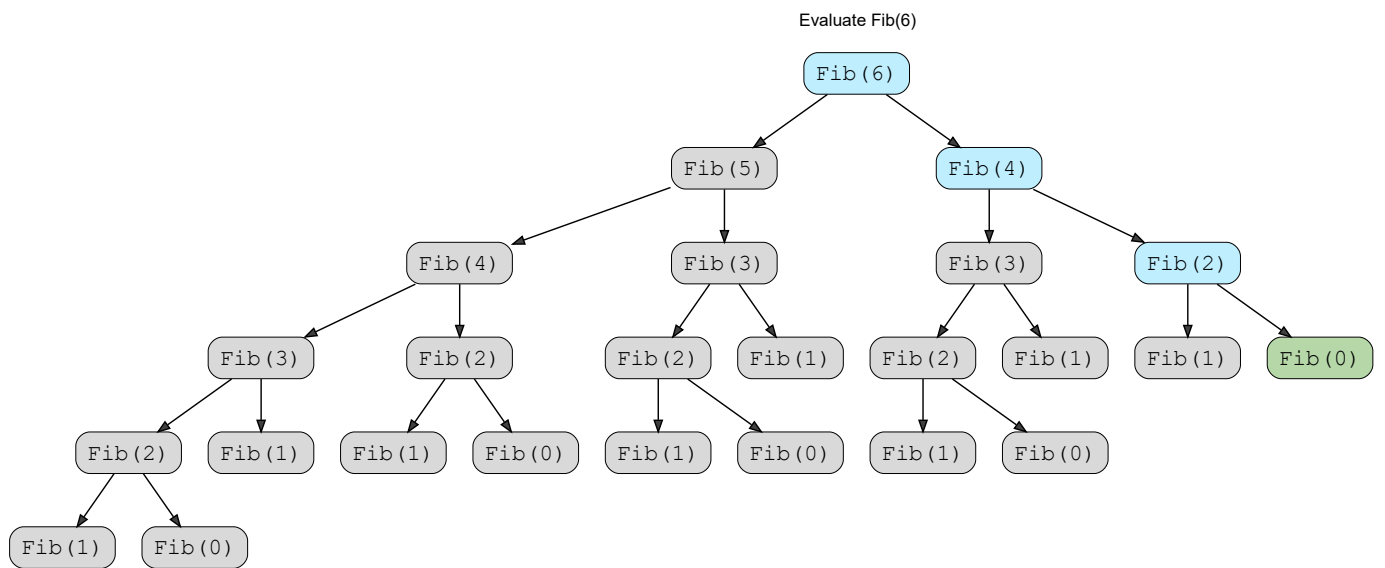 Evaluate Fib(6)
Fib(6)
Fib(5) Fib(4)
Fib(4) Fib(3) Fib(3) Fib(2)
Fib(3) Fib(2) Fib(2) Fib(1) Fib(2) Fib(1) Fib(1) Fib(0)
Fib(2) Fib(1) Fib(1) Fib(0) Fib(1) Fib(0) Fib(1) Fib(0)
Fib(1) Fib(0)